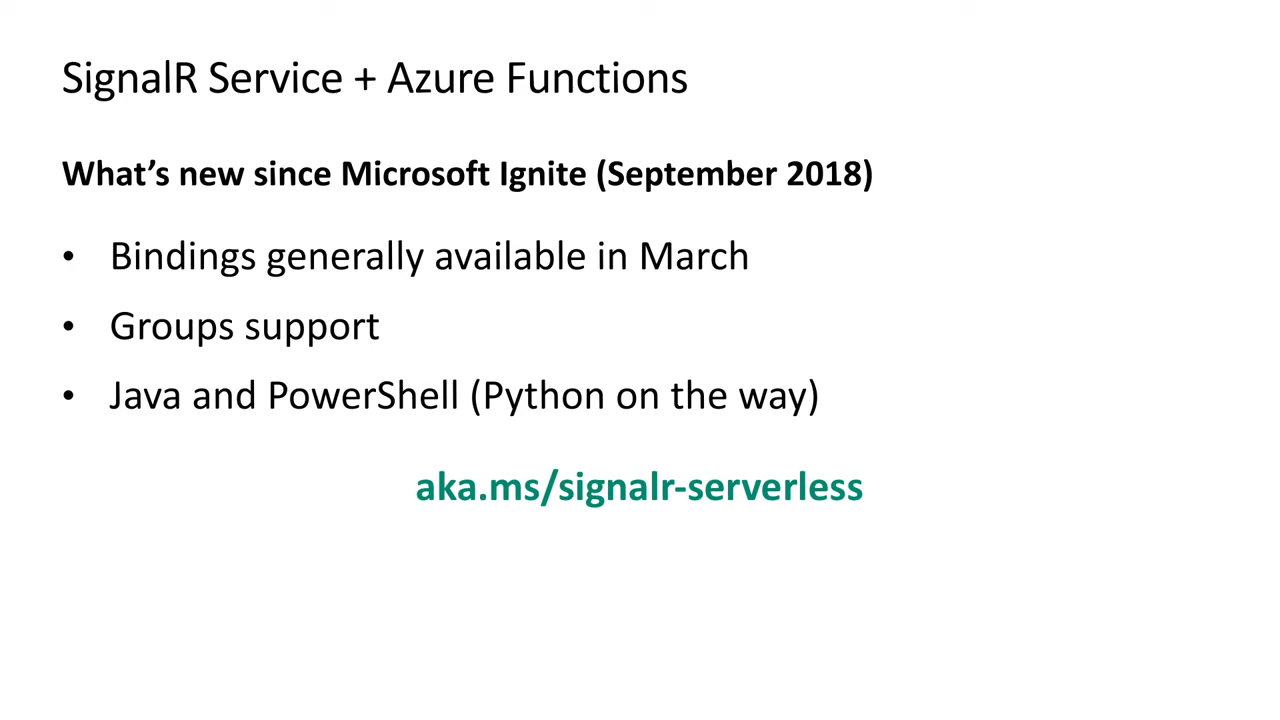 SignalR Service + Azure Functions
What’s new since Microsoft Ignite (September 2018)
• Bindings generally available in March
• Groups support
• Java and PowerShell (Python on the way)
aka.ms/signalr-serverless